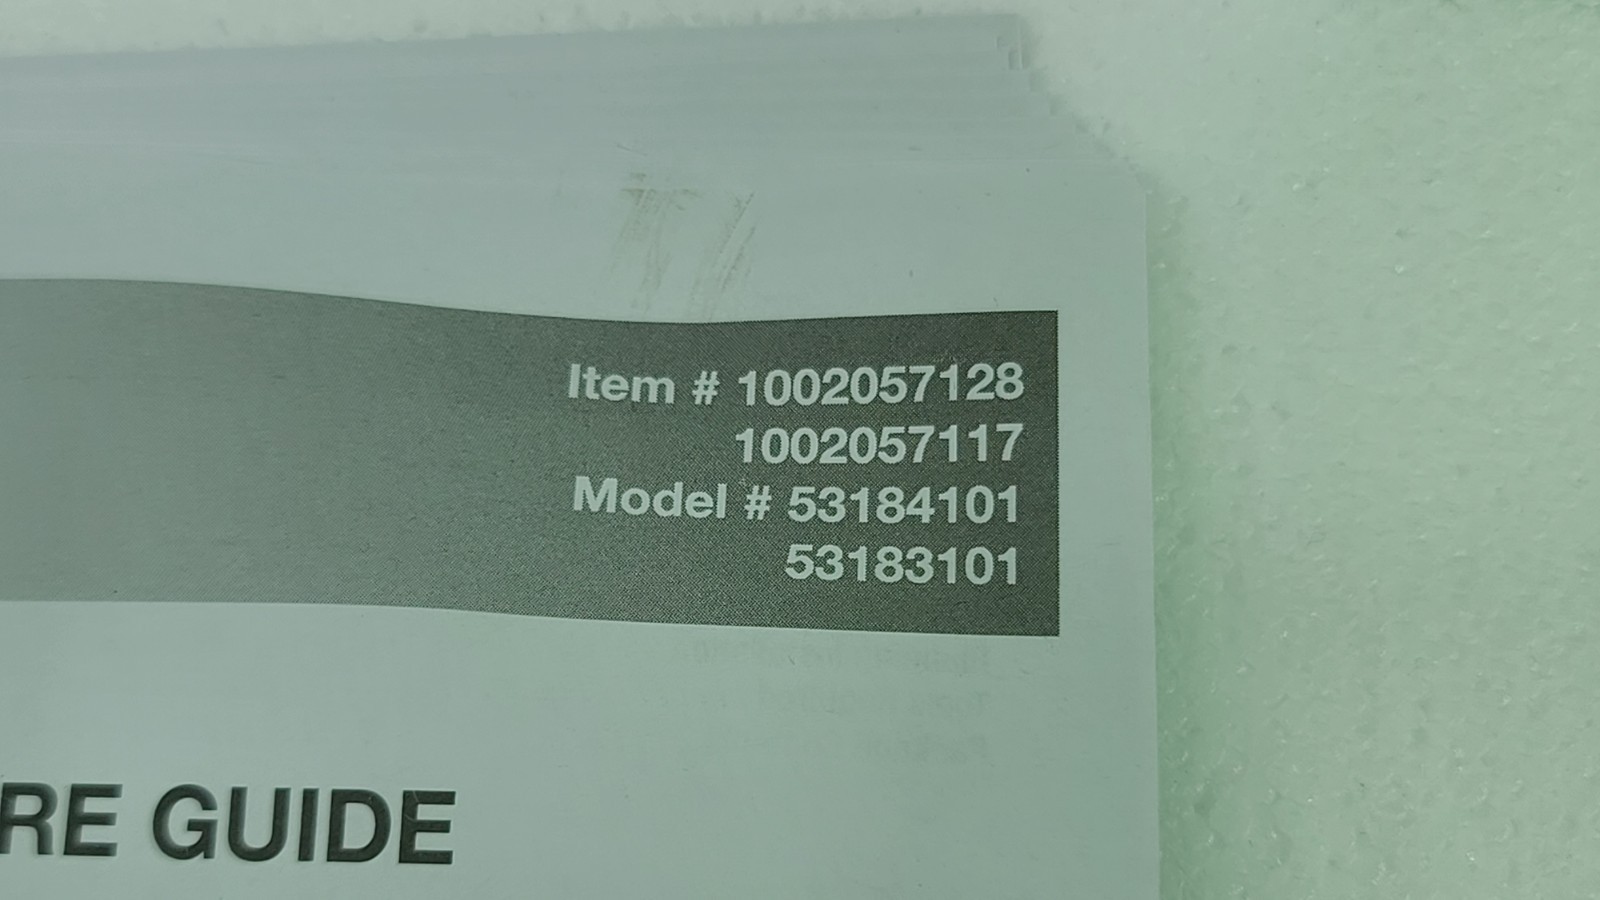 Item # 1002057128
1002057117
Model # 53184101
53183101
RE GUIDE